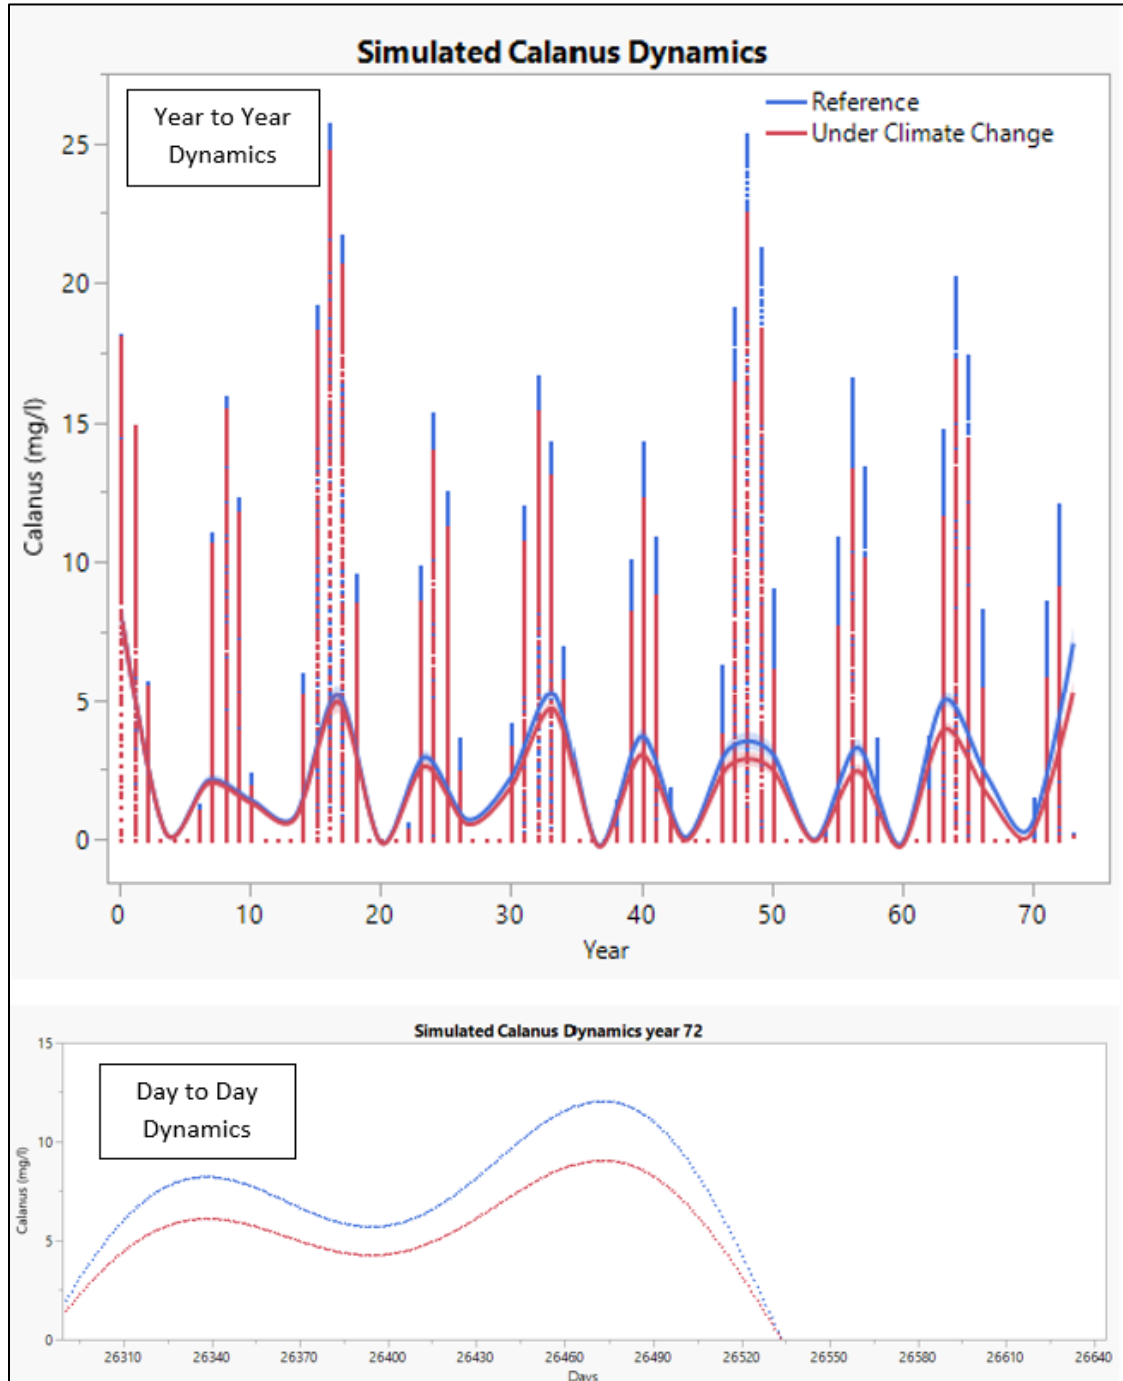 Simulated Calanus Dynamics
Year to Year
Dynamics
Reference
Under Climate Change
25
20
15
10
5
0
Calanus (mg/l)
0 10 20 30 40 50 60 70
Year
Simulated Calanus Dynamics year 72
Day to Day
Dynamics
15
10
5
0
Calanus (mg/l)
26310 26340 26370 26400 26430 26460 26490 26520 26550 26580 26610 26640
Days